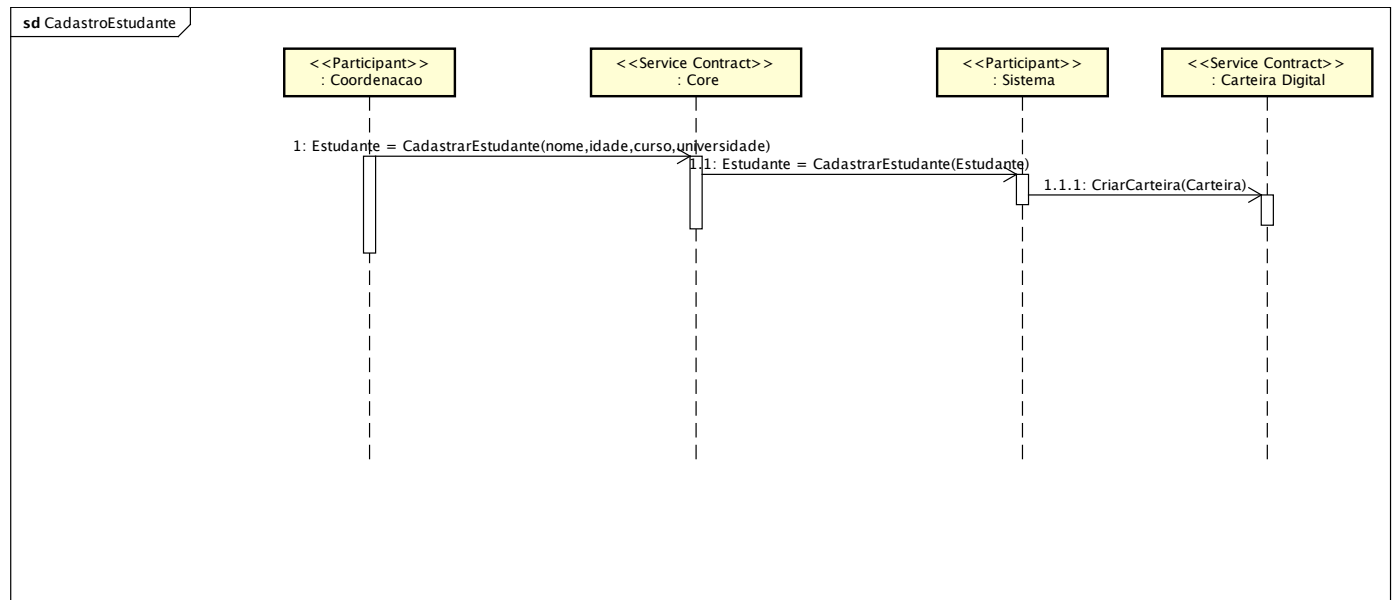 sd CadastroEstudante
<<Participant>>
: Coordenacao
<<Service Contract>>
: Core
<<Participant>>
: Sistema
<<Service Contract>>
: Carteira Digital
1: Estudante = CadastrarEstudante(nome,idade,curso,universidade)
1.1: Estudante = CadastrarEstudante(Estudante)
1.1.1: CriarCarteira(Carteira)